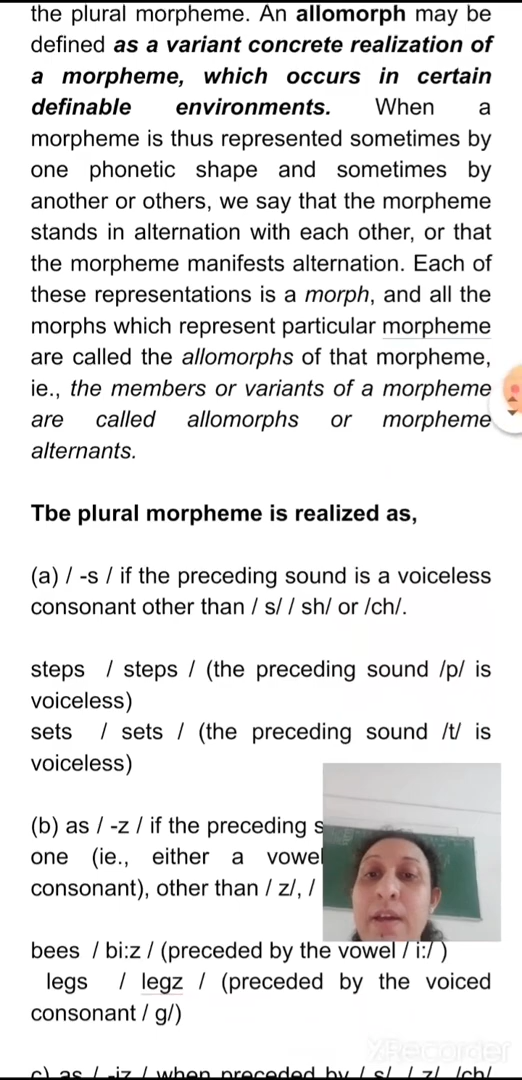 the plural morpheme. An allomorph may be
defined as a variant concrete realization of
a morpheme, which occurs in certain
definable environments. When a
morpheme is thus represented sometimes by
one phonetic shape and sometimes by
another or others, we say that the morpheme
stands in alternation with each other, or that
the morpheme manifests alternation. Each of
these representations is a morph, and all the
morphs which represent particular morpheme
are called the allomorphs of that morpheme,
ie., the members or variants of a morpheme
are called allomorphs or morpheme
alternants.
Tbe plural morpheme is realized as,
(a) / -s / if the preceding sound is a voiceless
consonant other than / s/ / sh/ or /ch/.
steps / steps / (the preceding sound /p/ is
voiceless)
sets / sets / (the preceding sound /t/ is
voiceless)
(b) as / -z / if the preceding s
one (ie., either a vowel
consonant), other than / z/, /
bees / bi:z / (preceded by the vowel / i:/ )
legs / legz / (preceded by the voiced
consonant / g/)
c) as / -iz / when preceded by / s/ / z/ /ch/
XRecorder